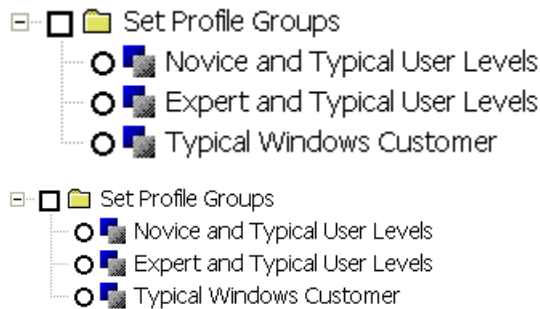 Set Profile Groups
Novice and Typical User Levels
Expert and Typical User Levels
Typical Windows Customer
Set Profile Groups
Novice and Typical User Levels
Expert and Typical User Levels
Typical Windows Customer